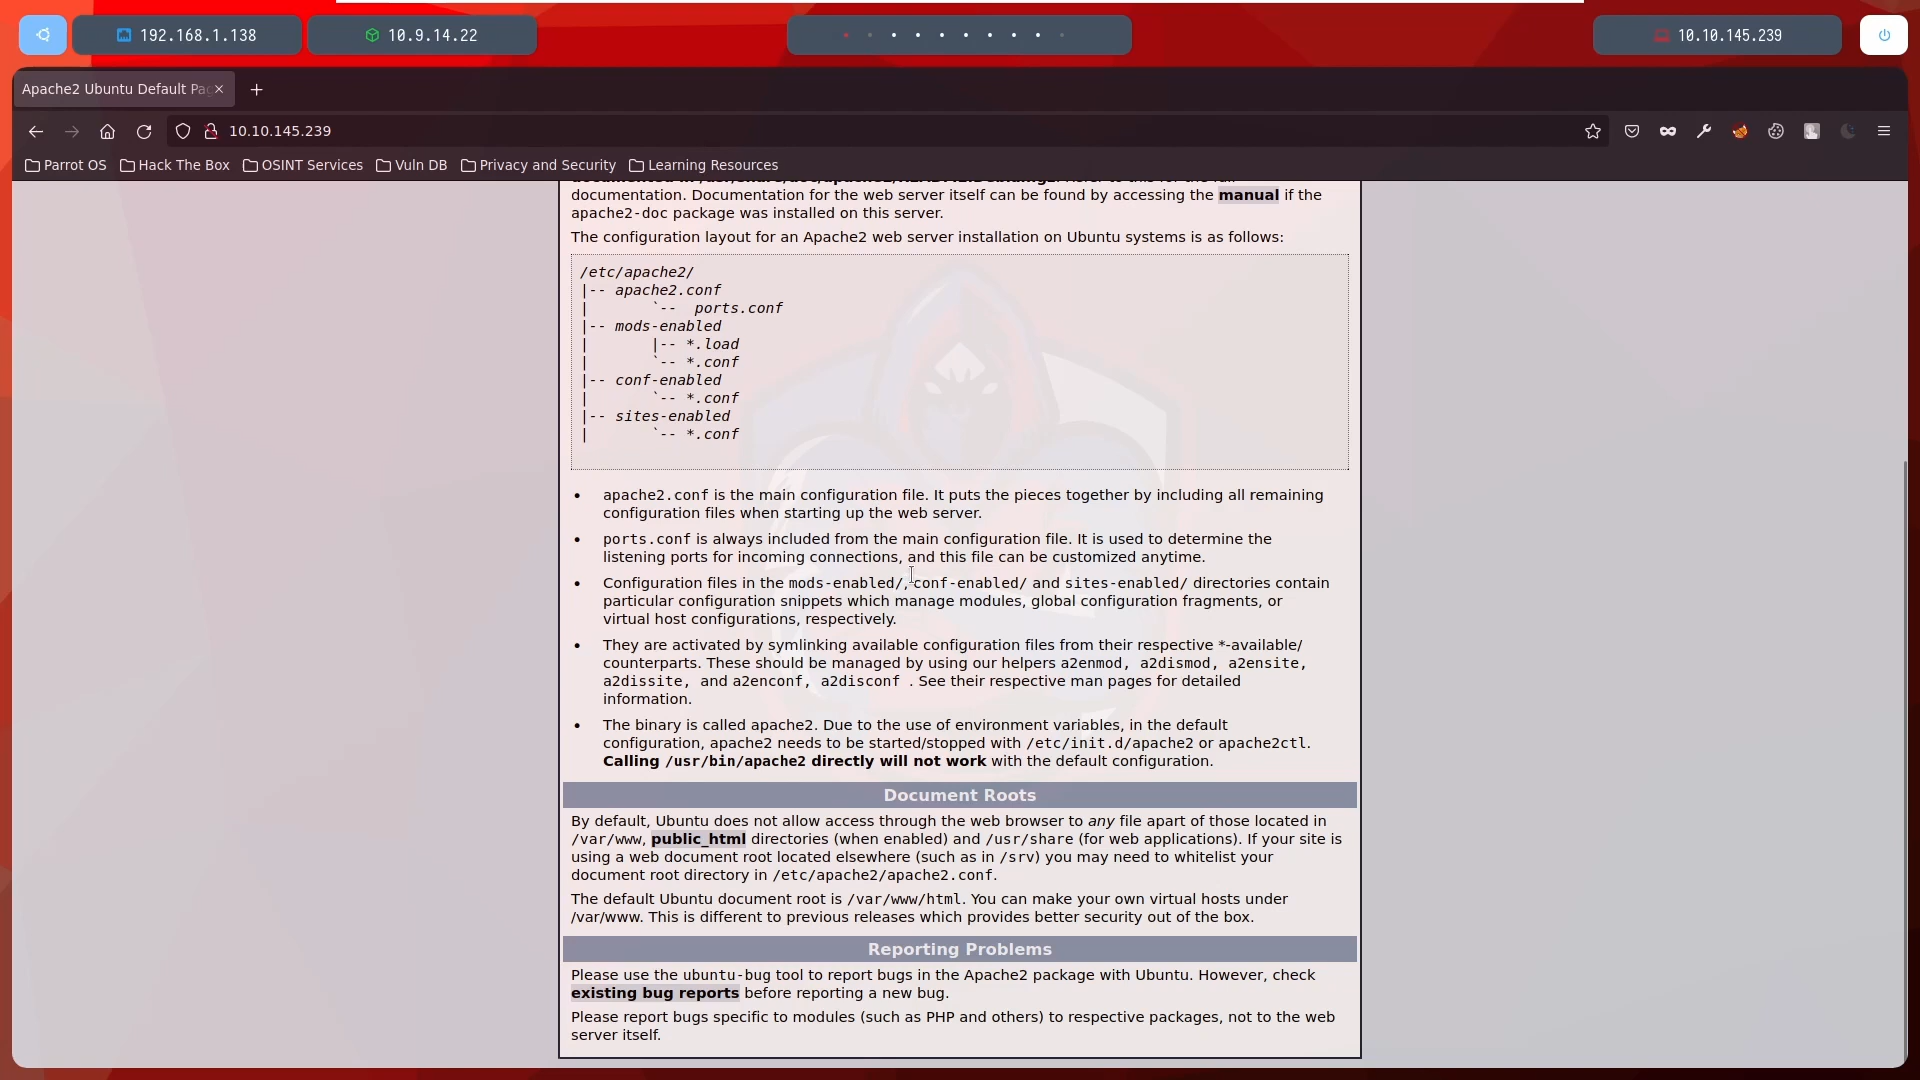 192.168.1.138
10.9.14.22
10.10.145.239
Apache2 Ubuntu Default Pag
10.10.145.239
Parrot OS
Hack The Box
OSINT Services
Vuln DB
Privacy and Security
Learning Resources
documentation. Documentation for the web server itself can be found by accessing the manual if the
apache2-doc package was installed on this server.
The configuration layout for an Apache2 web server installation on Ubuntu systems is as follows:
/etc/apache2/
|-- apache2.conf
|       `--  ports.conf
|-- mods-enabled
|       |-- *.load
|       `-- *.conf
|-- conf-enabled
|       `-- *.conf
|-- sites-enabled
|       `-- *.conf
• apache2.conf is the main configuration file. It puts the pieces together by including all remaining
configuration files when starting up the web server.
• ports.conf is always included from the main configuration file. It is used to determine the
listening ports for incoming connections, and this file can be customized anytime.
• Configuration files in the mods-enabled/, conf-enabled/ and sites-enabled/ directories contain
particular configuration snippets which manage modules, global configuration fragments, or
virtual host configurations, respectively.
• They are activated by symlinking available configuration files from their respective *-available/
counterparts. These should be managed by using our helpers a2enmod, a2dismod, a2ensite,
a2dissite, and a2enconf, a2disconf . See their respective man pages for detailed
information.
• The binary is called apache2. Due to the use of environment variables, in the default
configuration, apache2 needs to be started/stopped with /etc/init.d/apache2 or apache2ctl.
Calling /usr/bin/apache2 directly will not work with the default configuration.
Document Roots
By default, Ubuntu does not allow access through the web browser to any file apart of those located in
/var/www, public_html directories (when enabled) and /usr/share (for web applications). If your site is
using a web document root located elsewhere (such as in /srv) you may need to whitelist your
document root directory in /etc/apache2/apache2.conf.
The default Ubuntu document root is /var/www/html. You can make your own virtual hosts under
/var/www. This is different to previous releases which provides better security out of the box.
Reporting Problems
Please use the ubuntu-bug tool to report bugs in the Apache2 package with Ubuntu. However, check
existing bug reports before reporting a new bug.
Please report bugs specific to modules (such as PHP and others) to respective packages, not to the web
server itself.